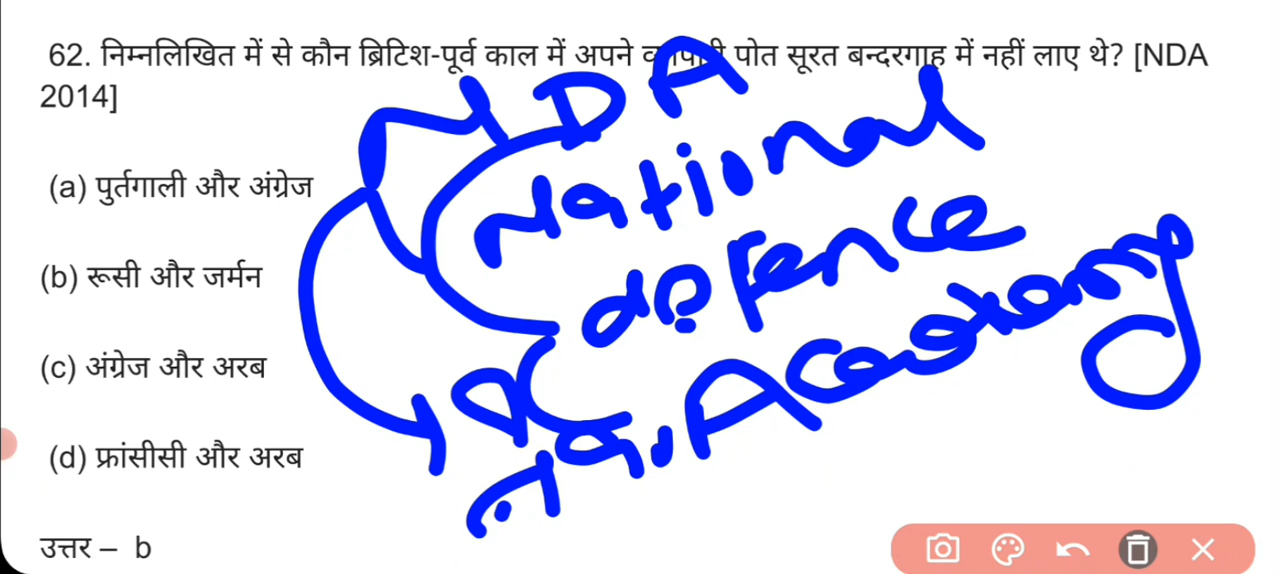 62. निम्नलिखित में से कौन ब्रिटिश-पूर्व काल में अपने व्यापारी पोत सूरत बन्दरगाह में नहीं लाए थे? [NDA
2014]
NDA
National
(a) पुर्तगाली और अंग्रेज
defence
(b) रूसी और जर्मन
Academy
(c) अंग्रेज और अरब
(d) फ्रांसीसी और अरब
उत्तर – b